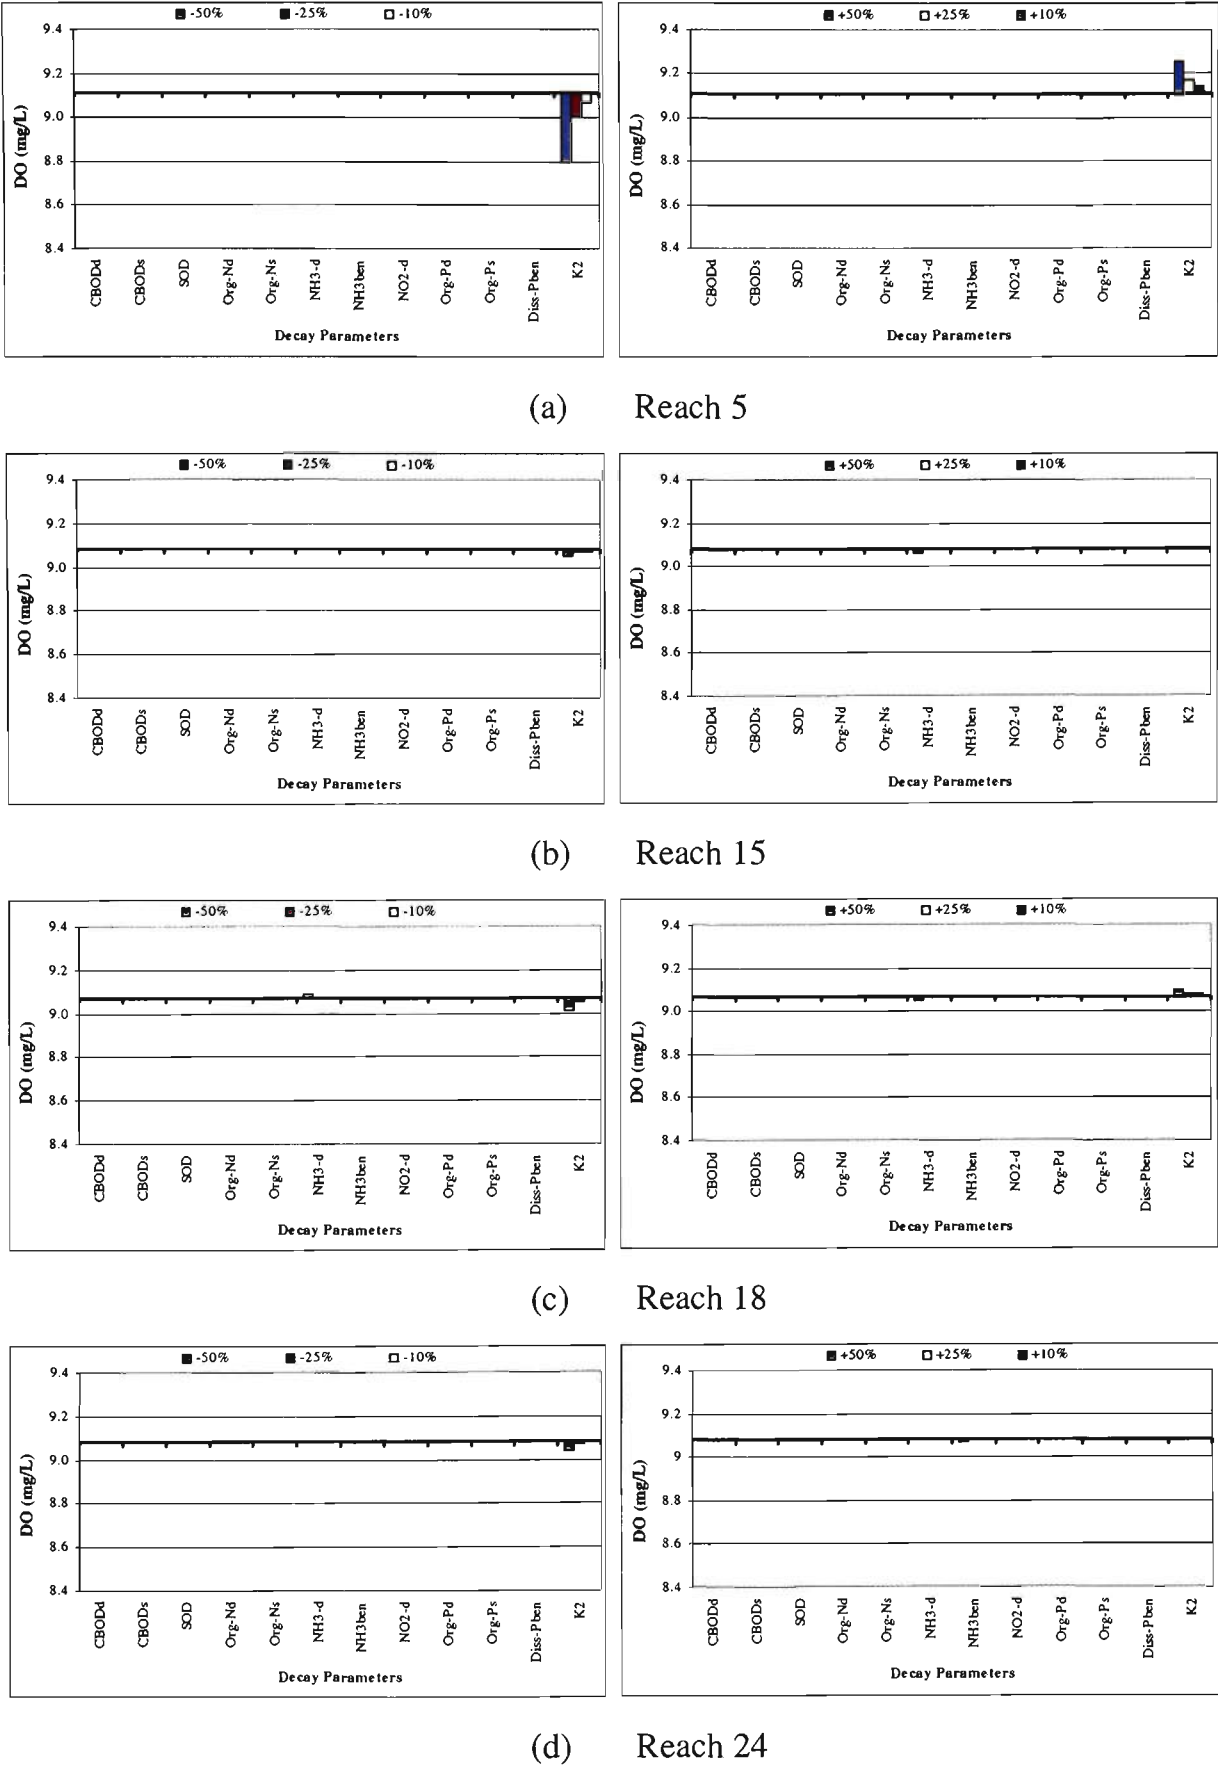 -50% -25% -10%
9.4
9.2
9.0
8.8
8.6
8.4
DO (mg/L)
CBODd CBODs SOD Org-Nd Org-Ns NH3-d NH3ben NO2-d Org-Pd Org-Ps Diss-Pben K2
Decay Parameters
+50% +25% +10%
9.4
9.2
9.0
8.8
8.6
8.4
DO (mg/L)
CBODd CBODs SOD Org-Nd Org-Ns NH3-d NH3ben NO2-d Org-Pd Org-Ps Diss-Pben K2
Decay Parameters
(a) Reach 5
-50% -25% -10%
9.4
9.2
9.0
8.8
8.6
8.4
DO (mg/L)
CBODd CBODs SOD Org-Nd Org-Ns NH3-d NH3ben NO2-d Org-Pd Org-Ps Diss-Pben K2
Decay Parameters
+50% +25% +10%
9.4
9.2
9.0
8.8
8.6
8.4
DO (mg/L)
CBODd CBODs SOD Org-Nd Org-Ns NH3-d NH3ben NO2-d Org-Pd Org-Ps Diss-Pben K2
Decay Parameters
(b) Reach 15
-50% -25% -10%
9.4
9.2
9.0
8.8
8.6
8.4
DO (mg/L)
CBODd CBODs SOD Org-Nd Org-Ns NH3-d NH3ben NO2-d Org-Pd Org-Ps Diss-Pben K2
Decay Parameters
+50% +25% +10%
9.4
9.2
9.0
8.8
8.6
8.4
DO (mg/L)
CBODd CBODs SOD Org-Nd Org-Ns NH3-d NH3ben NO2-d Org-Pd Org-Ps Diss-Pben K2
Decay Parameters
(c) Reach 18
-50% -25% -10%
9.4
9.2
9.0
8.8
8.6
8.4
DO (mg/L)
CBODd CBODs SOD Org-Nd Org-Ns NH3-d NH3ben NO2-d Org-Pd Org-Ps Diss-Pben K2
Decay Parameters
+50% +25% +10%
9.4
9.2
9
8.8
8.6
8.4
DO (mg/L)
CBODd CBODs SOD Org-Nd Org-Ns NH3-d NH3ben NO2-d Org-Pd Org-Ps Diss-Pben K2
Decay Parameters
(d) Reach 24